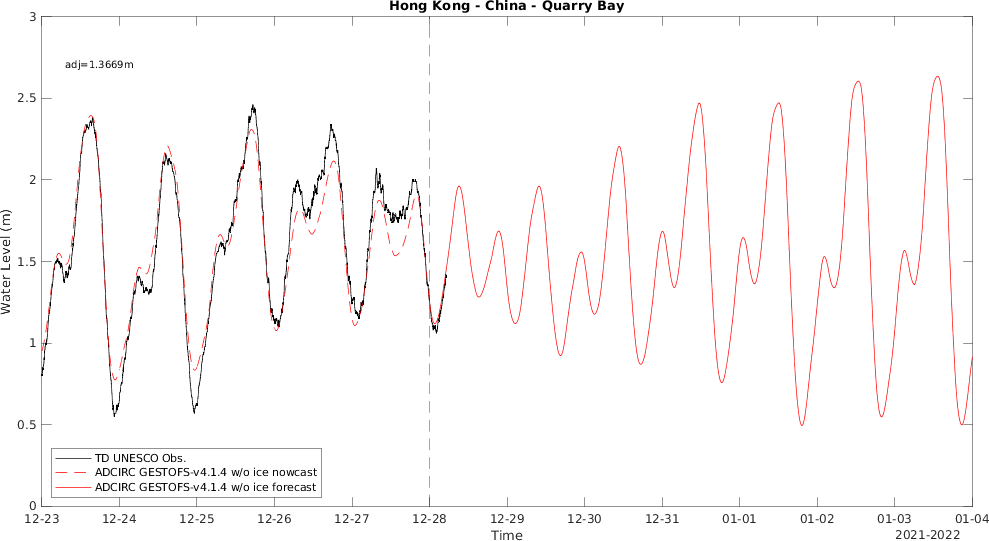 Hong Kong - China - Quarry Bay
3
adj=1.3669m
2.5
2
1.5
1
0.5
0
Water Level (m)
TD UNESCO Obs.
ADCIRC GESTOFS-v4.1.4 w/o ice nowcast
ADCIRC GESTOFS-v4.1.4 w/o ice forecast
12-23 12-24 12-25 12-26 12-27 12-28 12-29 12-30 12-31 01-01 01-02 01-03 01-04
Time
2021-2022